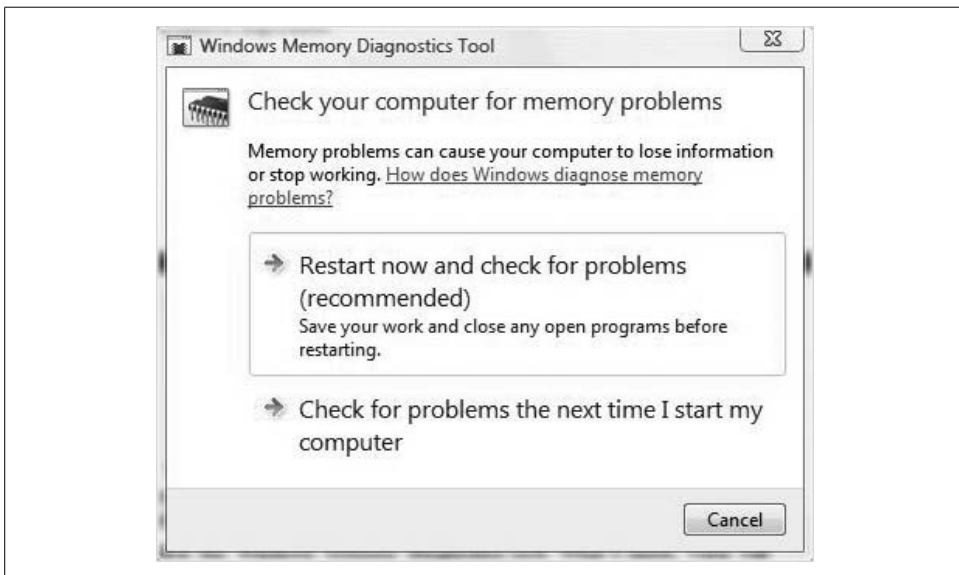 Windows Memory Diagnostics Tool
Check your computer for memory problems
Memory problems can cause your computer to lose information
or stop working. How does Windows diagnose memory
problems?
Restart now and check for problems
(recommended)
Save your work and close any open programs before
restarting.
Check for problems the next time I start my
computer
Cancel